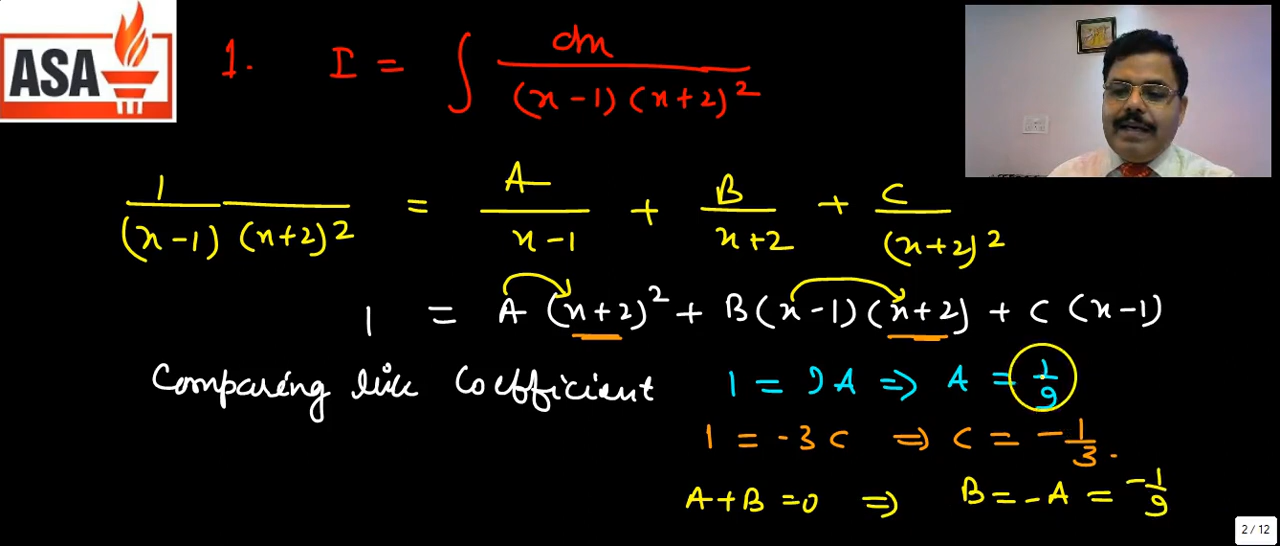 ASA
1. I = ∫ dx / (x-1)(x+2)²
1 / (x-1)(x+2)² = A / x-1 + B / x+2 + C / (x+2)²
1 = A(x+2)² + B(x-1)(x+2) + C(x-1)
Comparing like Coefficient 1 = 9A ⇒ A = 1/9
1 = -3C ⇒ C = -1/3.
A+B=0 ⇒ B=-A = -1/9
2 / 12